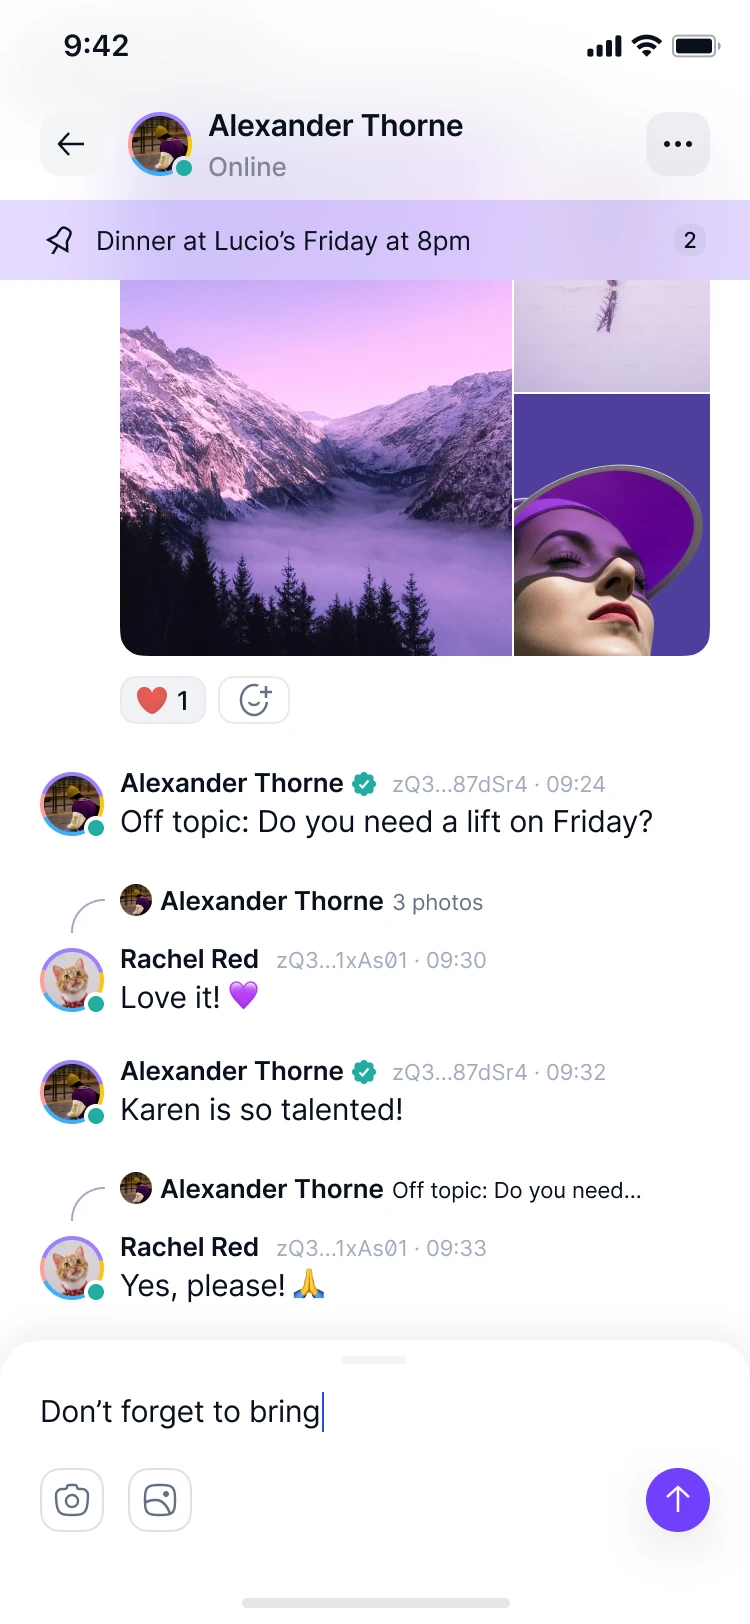 9:42
Alexander Thorne
Online
Dinner at Lucio’s Friday at 8pm 2
1
Alexander Thorne zQ3...87dSr4 · 09:24
Off topic: Do you need a lift on Friday?
Alexander Thorne 3 photos
Rachel Red zQ3...1xAs01 · 09:30
Love it! 💜
Alexander Thorne zQ3...87dSr4 · 09:32
Karen is so talented!
Alexander Thorne Off topic: Do you need...
Rachel Red zQ3...1xAs01 · 09:33
Yes, please! 🙏
Don’t forget to bring